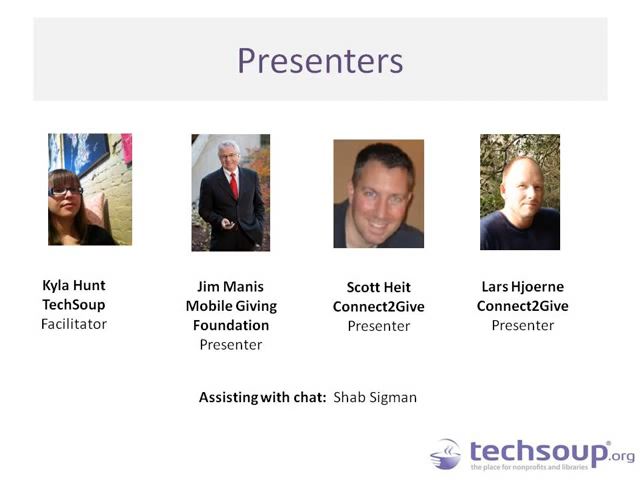 Presenters
Kyla Hunt
TechSoup
Facilitator
Jim Manis
Mobile Giving
Foundation
Presenter
Scott Heit
Connect2Give
Presenter
Lars Hjoerne
Connect2Give
Presenter
Assisting with chat: Shab Sigman
techsoup®.org
the place for nonprofits and libraries